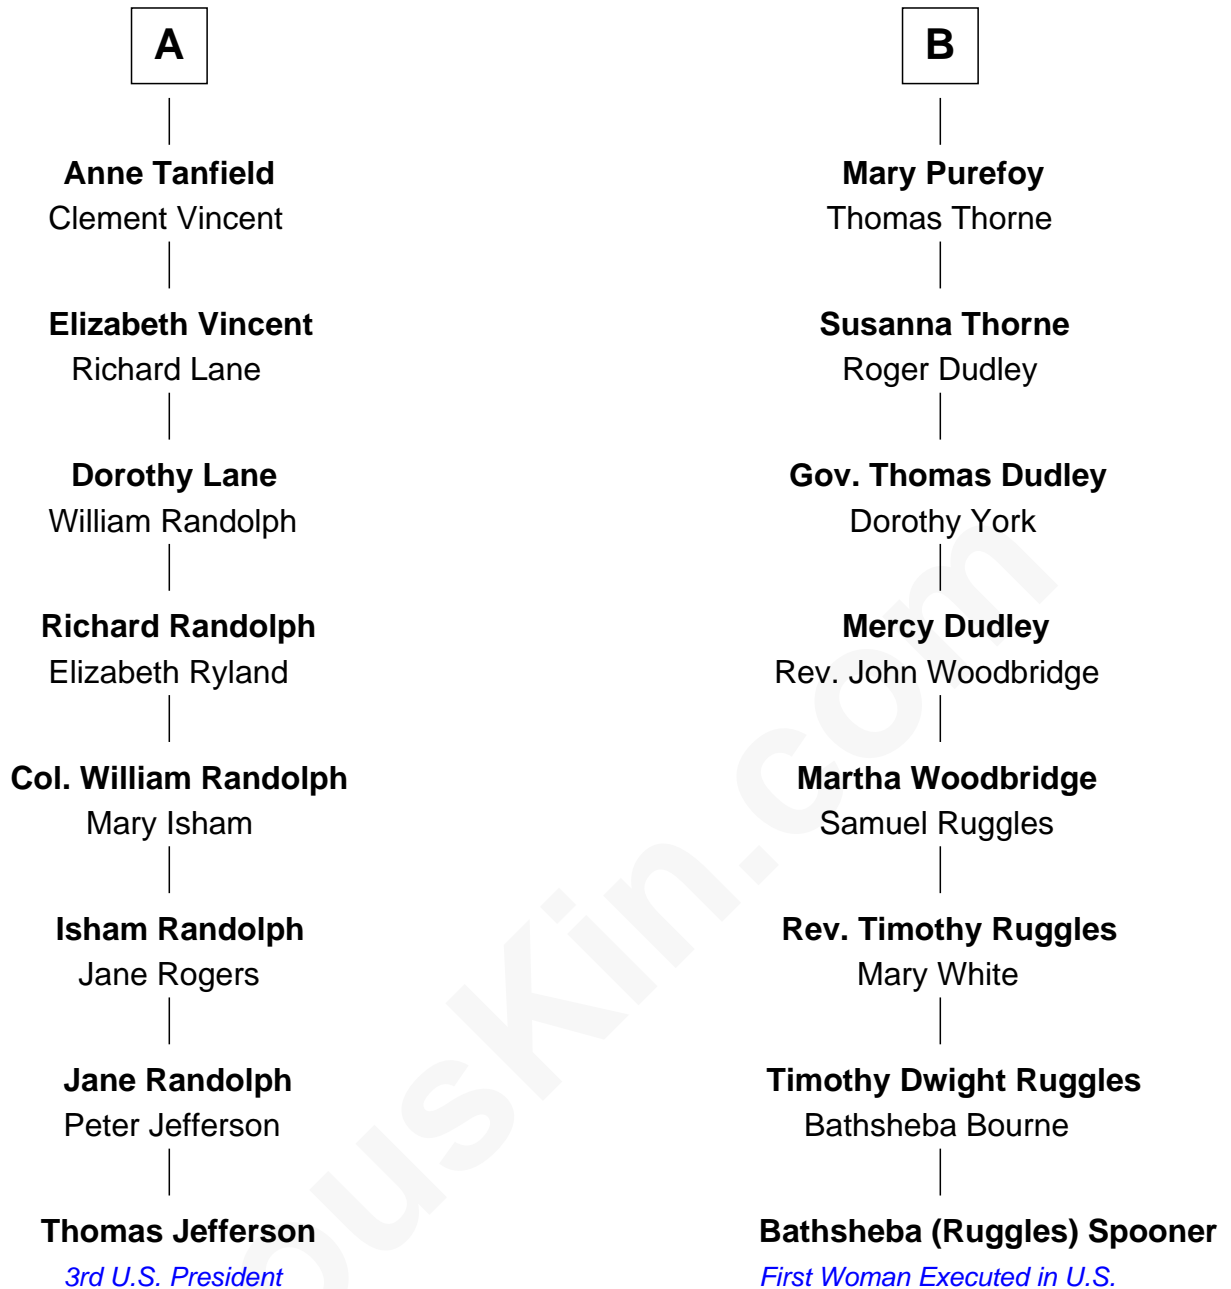 A
Anne Tanfield
Clement Vincent
Elizabeth Vincent
Richard Lane
Dorothy Lane
William Randolph
Richard Randolph
Elizabeth Ryland
Col. William Randolph
Mary Isham
Isham Randolph
Jane Rogers
Jane Randolph
Peter Jefferson
Thomas Jefferson
3rd U.S. President
B
Mary Purefoy
Thomas Thorne
Susanna Thorne
Roger Dudley
Gov. Thomas Dudley
Dorothy York
Mercy Dudley
Rev. John Woodbridge
Martha Woodbridge
Samuel Ruggles
Rev. Timothy Ruggles
Mary White
Timothy Dwight Ruggles
Bathsheba Bourne
Bathsheba (Ruggles) Spooner
First Woman Executed in U.S.
ousKin.com